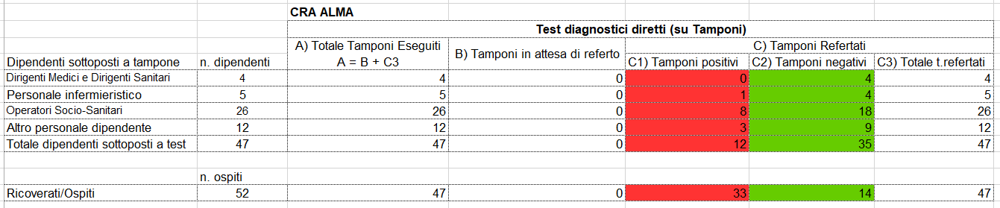 CRA ALMA
Test diagnostici diretti (su Tamponi)
A) Totale Tamponi Eseguiti
A = B + C3
B) Tamponi in attesa di referto
C) Tamponi Refertati
Dipendenti sottoposti a tampone n. dipendenti C1) Tamponi positivi C2) Tamponi negativi C3) Totale t.refertati
Dirigenti Medici e Dirigenti Sanitari 4 4 0 0 4 4
Personale infermieristico 5 5 0 1 4 5
Operatori Socio-Sanitari 26 26 0 8 18 26
Altro personale dipendente 12 12 0 3 9 12
Totale dipendenti sottoposti a test 47 47 0 12 35 47
n. ospiti
Ricoverati/Ospiti 52 47 0 33 14 47